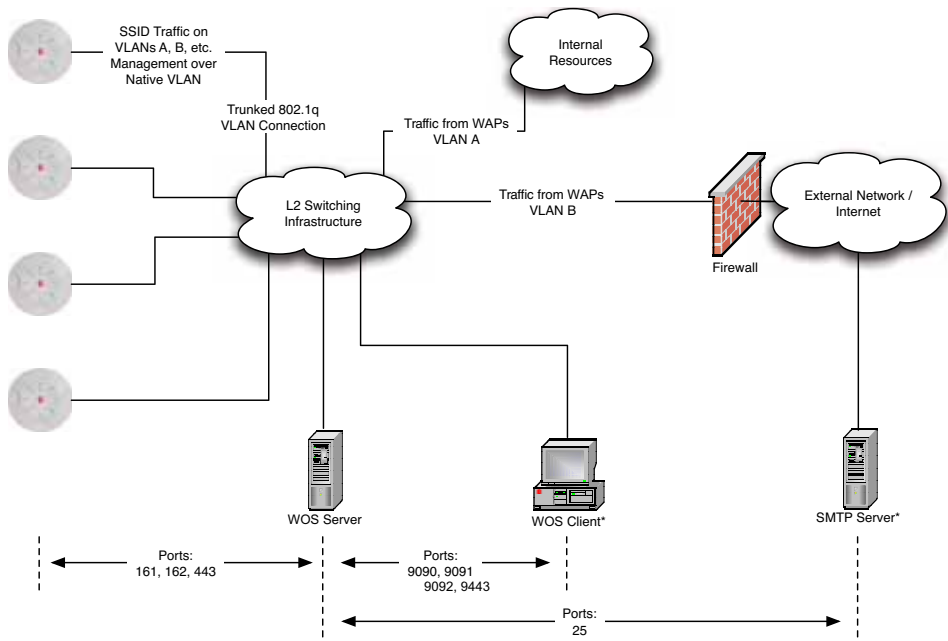 SSID Traffic on
VLANs A, B, etc.
Management over
Native VLAN
Internal
Resources
Trunked 802.1q
VLAN Connection
Traffic from WAPs
VLAN A
L2 Switching
Infrastructure
Traffic from WAPs
VLAN B
External Network /
Internet
Firewall
WOS Server
WOS Client*
SMTP Server*
Ports:
161, 162, 443
Ports:
9090, 9091
9092, 9443
Ports:
25